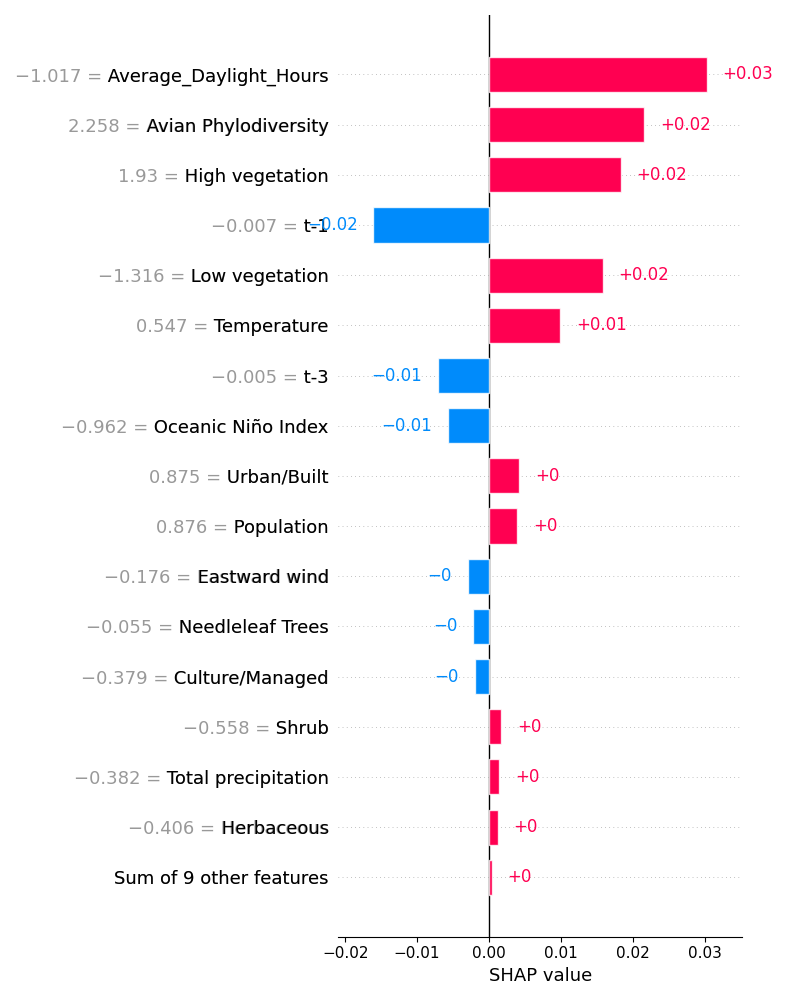 −1.017 = Average_Daylight_Hours +0.03
2.258 = Avian Phylodiversity +0.02
1.93 = High vegetation +0.02
−0.007 = t-1 −0.02
−1.316 = Low vegetation +0.02
0.547 = Temperature +0.01
−0.005 = t-3 −0.01
−0.962 = Oceanic Niño Index −0.01
0.875 = Urban/Built +0
0.876 = Population +0
−0.176 = Eastward wind −0
−0.055 = Needleleaf Trees −0
−0.379 = Culture/Managed −0
−0.558 = Shrub +0
−0.382 = Total precipitation +0
−0.406 = Herbaceous +0
Sum of 9 other features +0
−0.02 −0.01 0.00 0.01 0.02 0.03
SHAP value